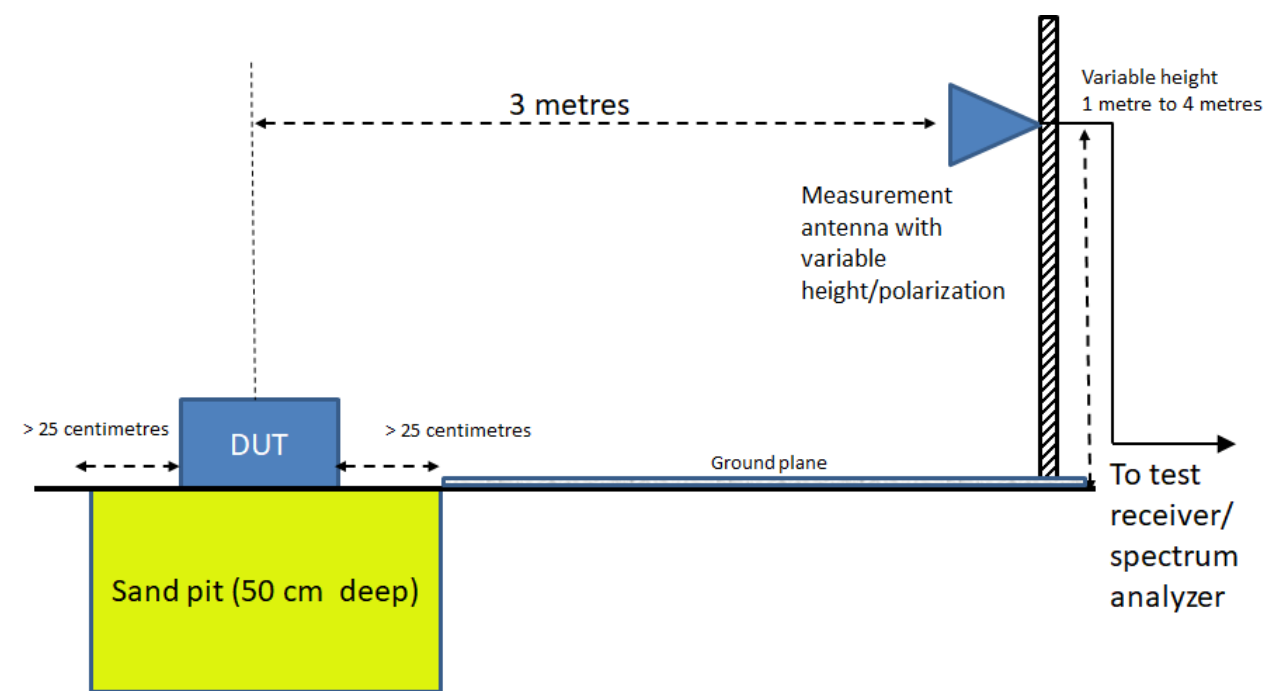 3 metres
Variable height
1 metre to 4 metres
Measurement
antenna with
variable
height/polarization
> 25 centimetres
DUT
> 25 centimetres
Ground plane
To test
receiver/
spectrum
analyzer
Sand pit (50 cm  deep)